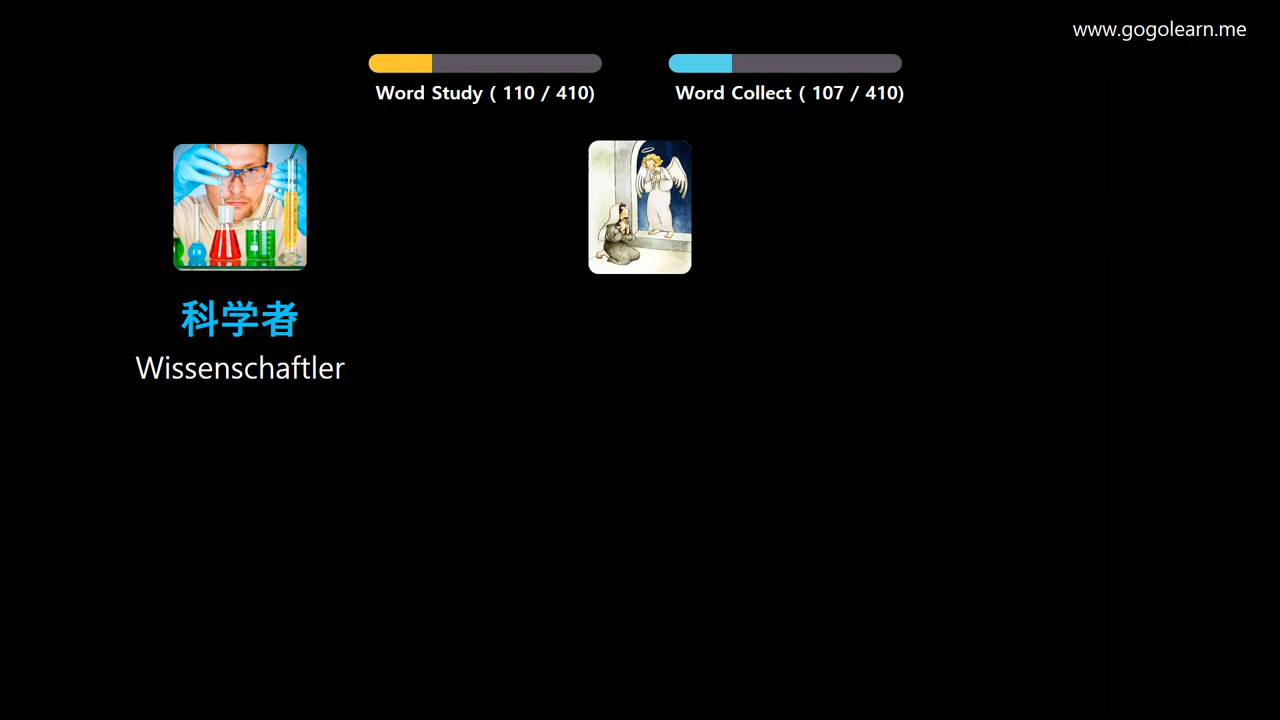 www.gogolearn.me
Word Study ( 110 / 410)
Word Collect ( 107 / 410)
科学者
Wissenschaftler